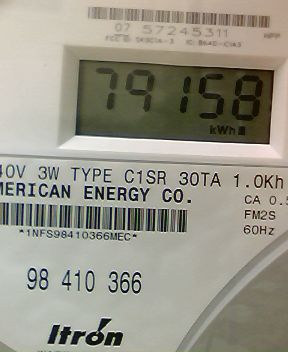 07 57245311
79158
kWh
40V 3W TYPE C1SR 30TA 1.0Kh
MERICAN ENERGY CO.
CA 0.5
FM2S
60Hz
*1NFS98410366MEC*
98 410 366
Itrón